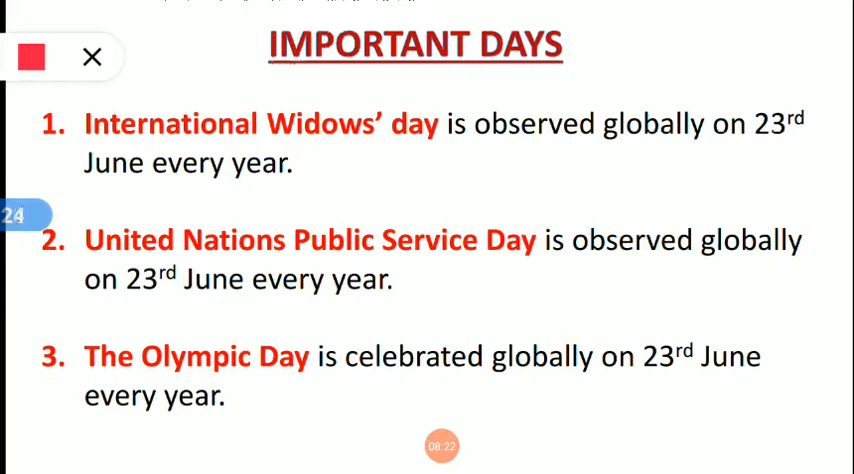 IMPORTANT DAYS
1. International Widows’ day is observed globally on 23rd
June every year.
24
2. United Nations Public Service Day is observed globally
on 23rd June every year.
3. The Olympic Day is celebrated globally on 23rd June
every year.
08:22